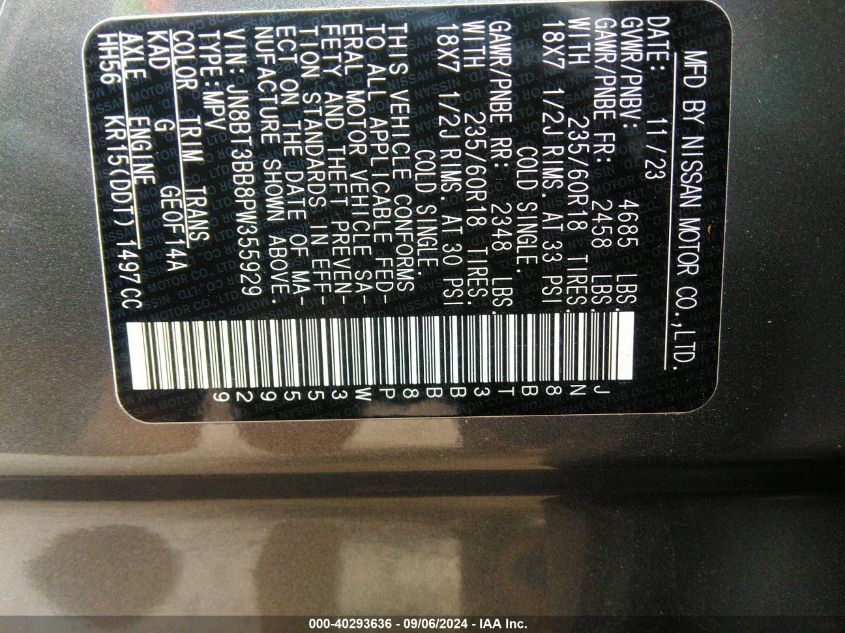 MFD BY NISSAN MOTOR CO.,LTD.
DATE: 11/23
GVWR/PNBV: 4685 LBS.
GAWR/PNBE FR: 2458 LBS.
WITH 235/60R18 TIRES.
18X7 1/2J RIMS. AT 33 PSI
COLD SINGLE.
GAWR/PNBE RR: 2348 LBS.
WITH 235/60R18 TIRES.
18X7 1/2J RIMS. AT 30 PSI
COLD SINGLE.
THIS VEHICLE CONFORMS
TO ALL APPLICABLE FED-
ERAL MOTOR VEHICLE SA-
FETY AND THEFT PREVEN-
TION STANDARDS IN EFF-
ECT ON THE DATE OF MA-
NUFACTURE SHOWN ABOVE.
VIN: JN8BT3BB8PW355929
TYPE: MPV
COLOR TRIM TRANS
KAD G GE0F14A
AXLE ENGINE
HH56 KR15(DDT) 1497CC
JN8BT3BB8PW355929
000-40293636 - 09/06/2024 - IAA Inc.